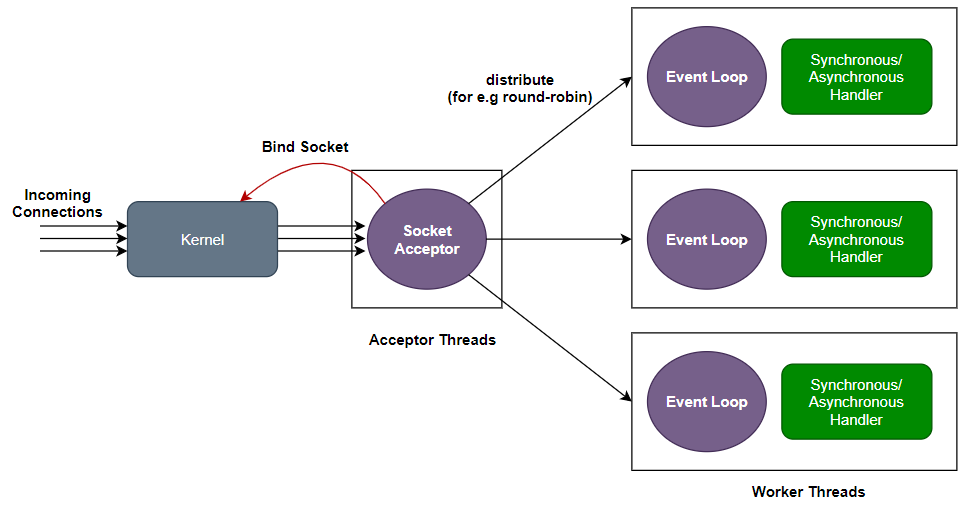 Incoming
Connections
Kernel
Bind Socket
Socket
Acceptor
Acceptor Threads
distribute
(for e.g round-robin)
Event Loop
Synchronous/
Asynchronous
Handler
Event Loop
Synchronous/
Asynchronous
Handler
Event Loop
Synchronous/
Asynchronous
Handler
Worker Threads